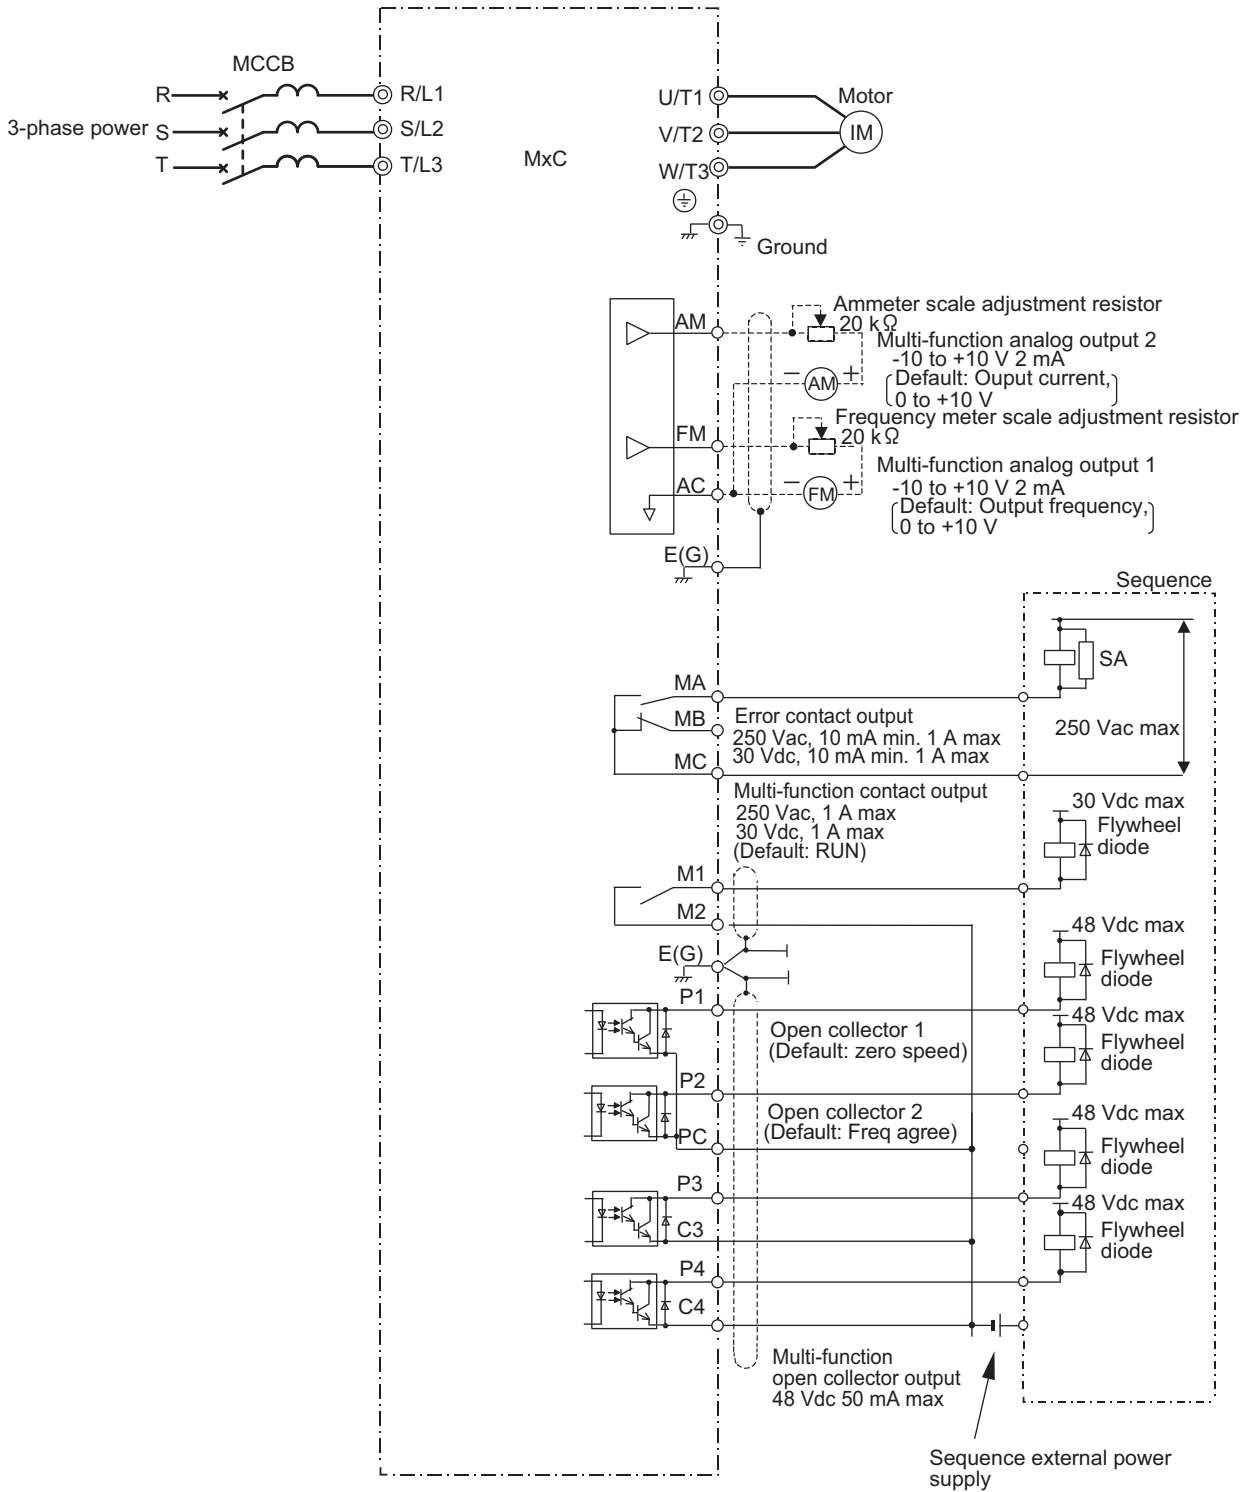 MCCB
R
R/L1
U/T1
Motor
3-phase power
S
S/L2
V/T2
IM
T
T/L3
MxC
W/T3
Ground
Ammeter scale adjustment resistor
AM
20 kΩ
Multi-function analog output 2
-10 to +10 V 2 mA
− AM +
Default: Ouput current,
0 to +10 V
Frequency meter scale adjustment resistor
FM
20 kΩ
Multi-function analog output 1
AC
− FM +
-10 to +10 V 2 mA
Default: Output frequency,
0 to +10 V
E(G)
Sequence
SA
MA
MB
Error contact output
250 Vac, 10 mA min. 1 A max
30 Vdc, 10 mA min. 1 A max
250 Vac max
MC
Multi-function contact output
250 Vac, 1 A max
30 Vdc, 1 A max
(Default: RUN)
30 Vdc max
Flywheel
diode
M1
M2
48 Vdc max
E(G)
Flywheel
diode
P1
48 Vdc max
Open collector 1
(Default: zero speed)
Flywheel
diode
P2
Open collector 2
(Default: Freq agree)
48 Vdc max
PC
Flywheel
diode
P3
48 Vdc max
C3
Flywheel
diode
P4
C4
Multi-function
open collector output
48 Vdc 50 mA max
Sequence external power
supply